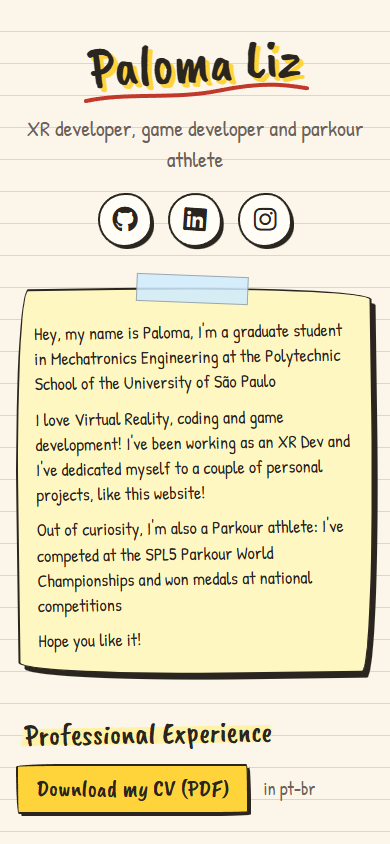 Paloma Liz
XR developer, game developer and parkour
athlete
in
Hey, my name is Paloma, I'm a graduate student
in Mechatronics Engineering at the Polytechnic
School of the University of São Paulo
I love Virtual Reality, coding and game
development! I've been working as an XR Dev and
I've dedicated myself to a couple of personal
projects, like this website!
Out of curiosity, I'm also a Parkour athlete: I've
competed at the SPL5 Parkour World
Championships and won medals at national
competitions
Hope you like it!
Professional Experience
Download my CV (PDF) in pt-br